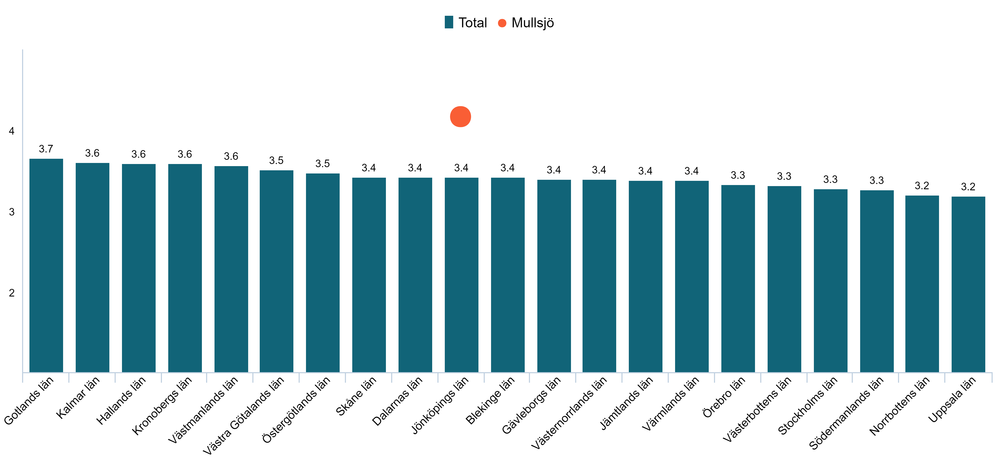 Total Mullsjö
4
3
2
3.7 3.6 3.6 3.6 3.6 3.5 3.5 3.4 3.4 3.4 3.4 3.4 3.4 3.4 3.4 3.3 3.3 3.3 3.3 3.2 3.2
Gotlands län
Kalmar län
Hallands län
Kronobergs län
Västmanlands län
Västra Götalands län
Östergötlands län
Skåne län
Dalarnas län
Jönköpings län
Blekinge län
Gävleborgs län
Västernorrlands län
Jämtlands län
Värmlands län
Örebro län
Västerbottens län
Stockholms län
Södermanlands län
Norrbottens län
Uppsala län